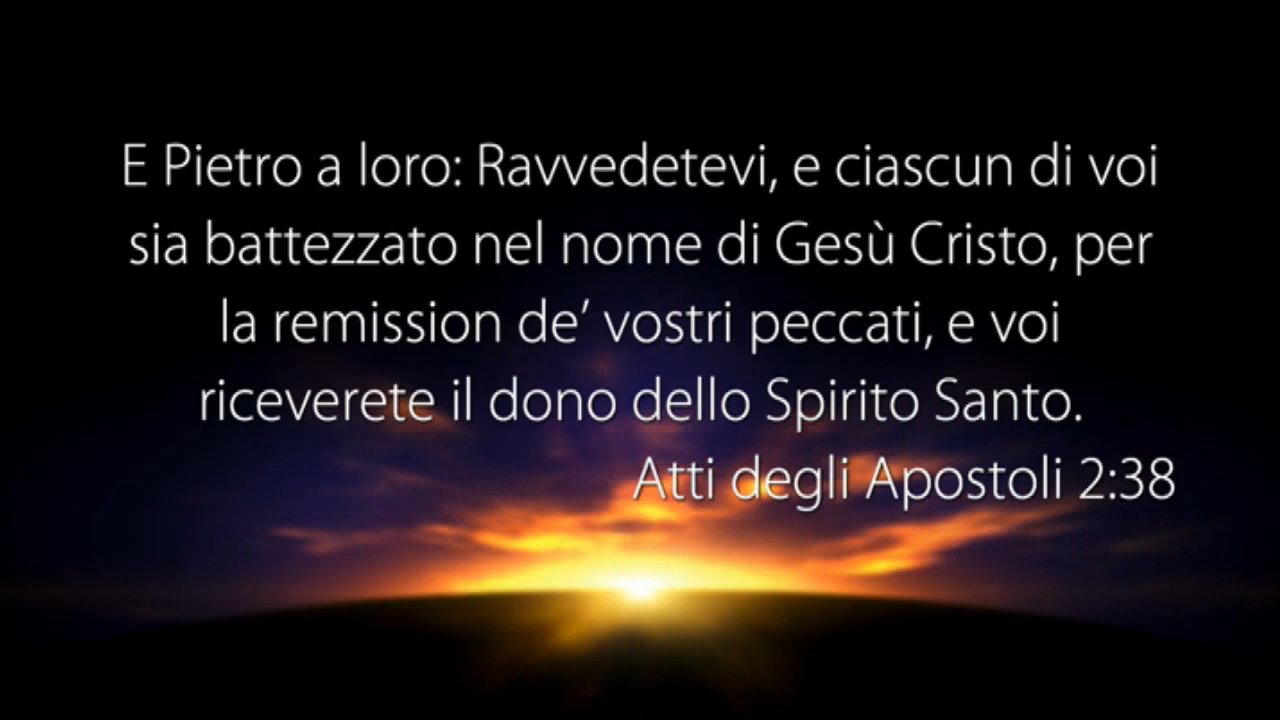 E Pietro a loro: Ravvedetevi, e ciascun di voi
sia battezzato nel nome di Gesù Cristo, per
la remission de’ vostri peccati, e voi
riceverete il dono dello Spirito Santo.
Atti degli Apostoli 2:38